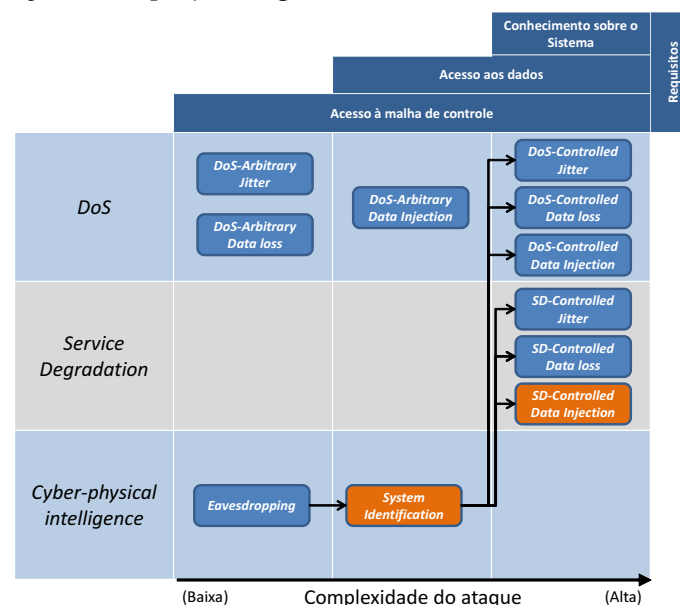 Conhecimento sobre o
Sistema
Requisitos
Acesso aos dados
Acesso à malha de controle
DoS
DoS-Arbitrary
Jitter
DoS-Arbitrary
Data loss
DoS-Arbitrary
Data Injection
DoS-Controlled
Jitter
DoS-Controlled
Data loss
DoS-Controlled
Data Injection
Service
Degradation
SD-Controlled
Jitter
SD-Controlled
Data loss
SD-Controlled
Data Injection
Cyber-physical
intelligence
Eavesdropping
System
Identification
(Baixa)
Complexidade do ataque
(Alta)